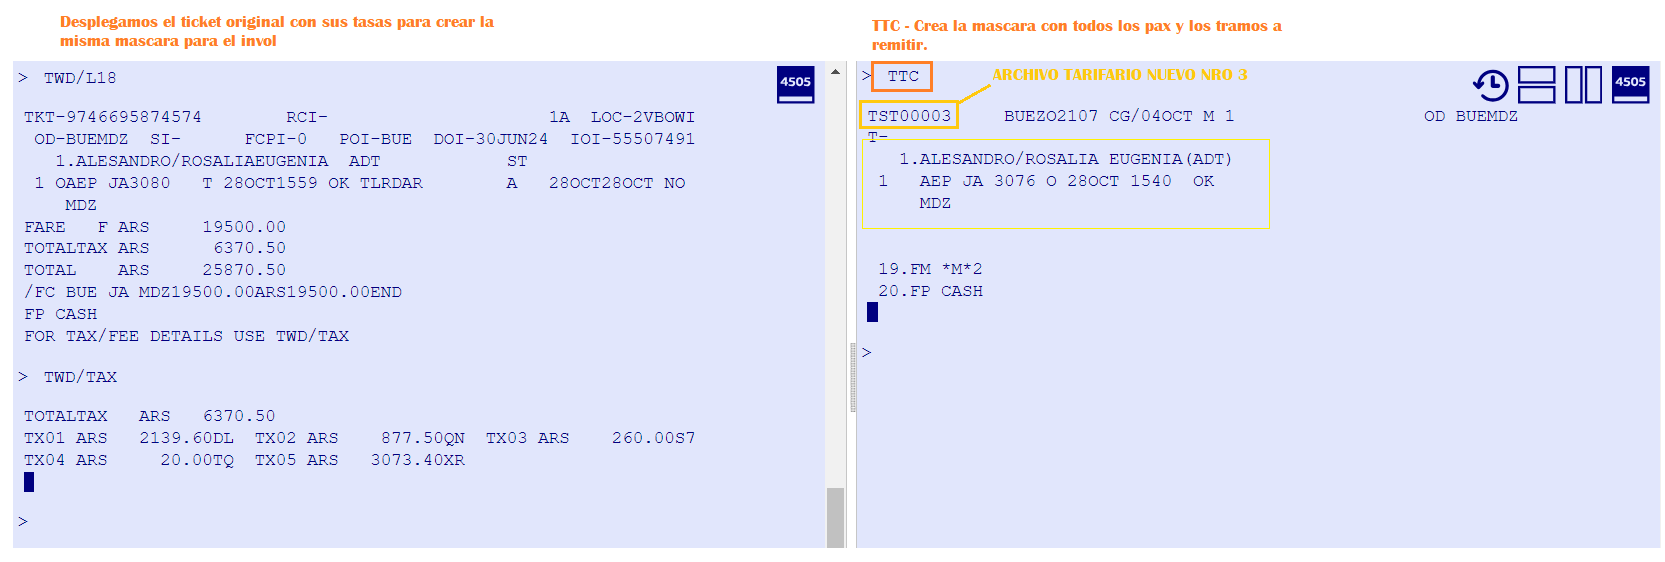 Desplegamos el ticket original con sus tasas para crear la
misma mascara para el invol
> TWD/L18
4505
TKT-9746695874574 RCI- 1A LOC-2VBOWI
OD-BUEMDZ SI- FCPI-0 POI-BUE DOI-30JUN24 IOI-55507491
1.ALESANDRO/ROSALIAEUGENIA ADT ST
1 OAEP JA3080 T 28OCT1559 OK TLRDAR A 28OCT28OCT NO
MDZ
FARE F ARS 19500.00
TOTALTAX ARS 6370.50
TOTAL ARS 25870.50
/FC BUE JA MDZ19500.00ARS19500.00END
FP CASH
FOR TAX/FEE DETAILS USE TWD/TAX
> TWD/TAX
TOTALTAX ARS 6370.50
TX01 ARS 2139.60DL TX02 ARS 877.50QN TX03 ARS 260.00S7
TX04 ARS 20.00TQ TX05 ARS 3073.40XR
>
TTC - Crea la mascara con todos los pax y los tramos a
remitir.
> TTC
ARCHIVO TARIFARIO NUEVO NRO 3
4505
TST00003 BUEZO2107 CG/04OCT M 1 OD BUEMDZ
T-
1.ALESANDRO/ROSALIA EUGENIA(ADT)
1 AEP JA 3076 O 28OCT 1540 OK
MDZ
19.FM *M*2
20.FP CASH
>